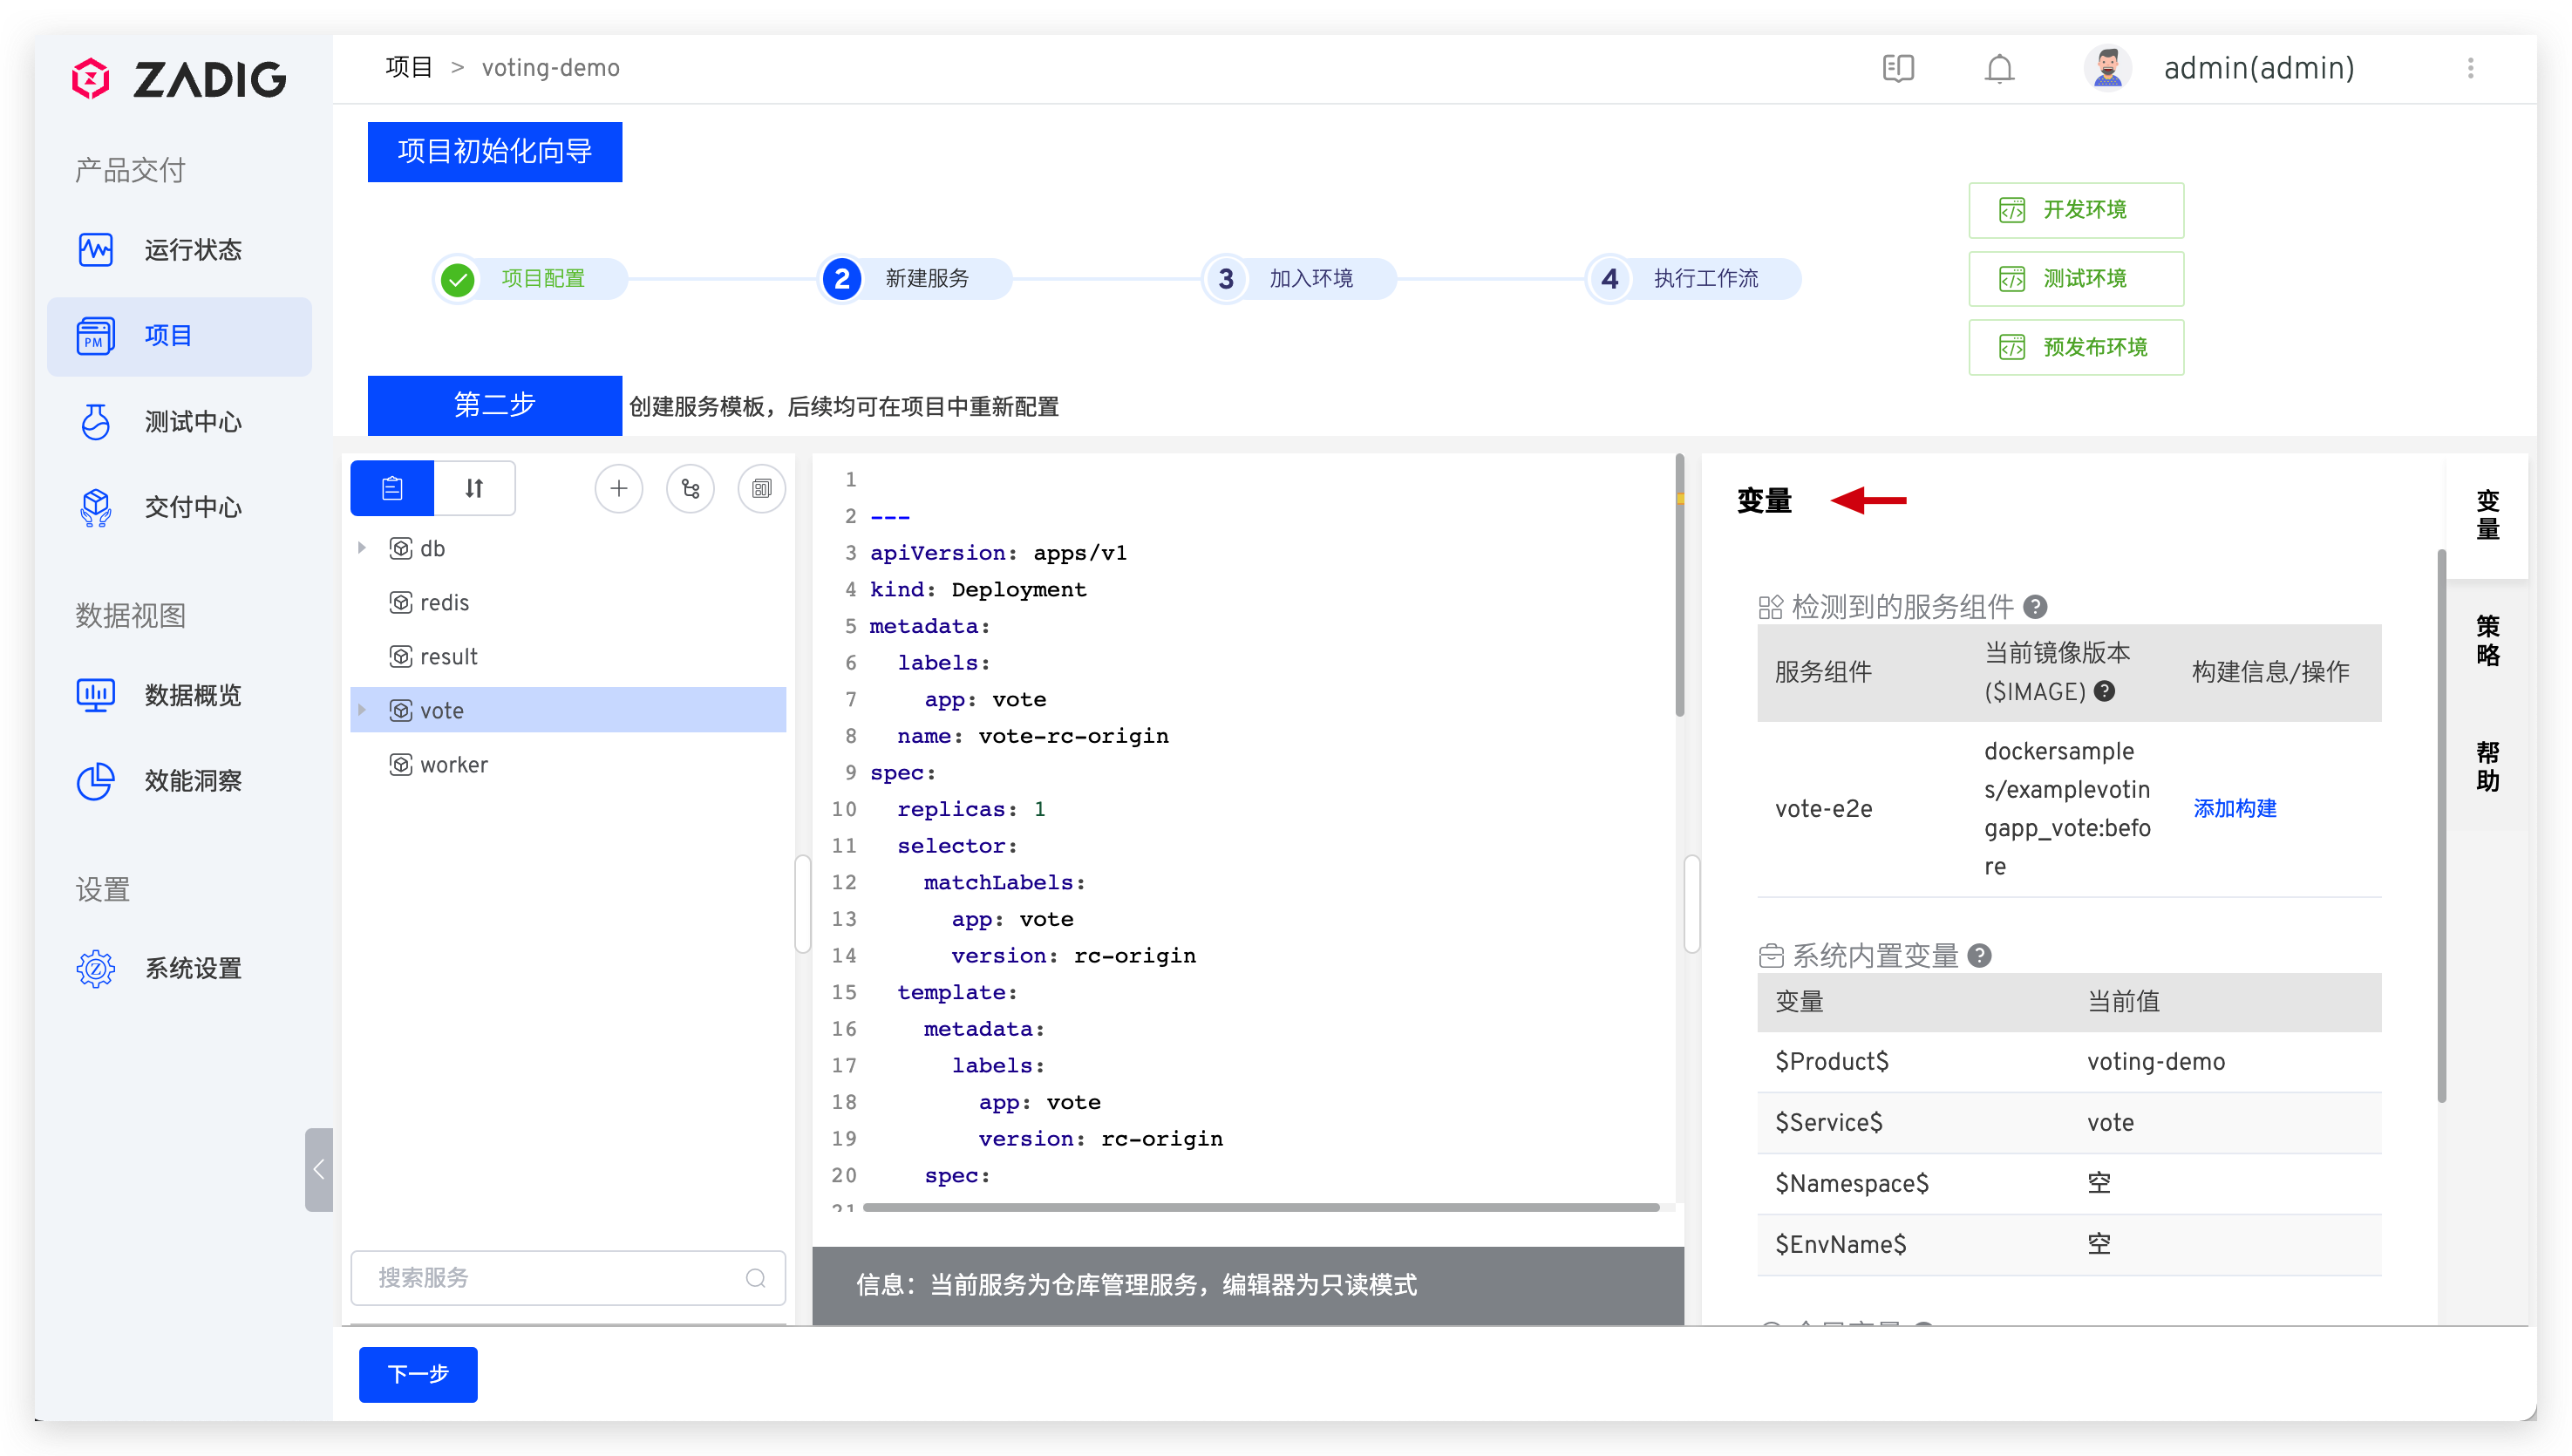 ZADIG
项目 > voting-demo
admin(admin)
产品交付
运行状态
PM
项目
测试中心
交付中心
数据视图
数据概览
效能洞察
设置
系统设置
项目初始化向导
项目配置
2 新建服务
3 加入环境
4 执行工作流
开发环境
测试环境
预发布环境
第二步 创建服务模板，后续均可在项目中重新配置
db
redis
result
vote
worker
搜索服务
1
2 ---
3 apiVersion: apps/v1
4 kind: Deployment
5 metadata:
6 labels:
7 app: vote
8 name: vote-rc-origin
9 spec:
10 replicas: 1
11 selector:
12 matchLabels:
13 app: vote
14 version: rc-origin
15 template:
16 metadata:
17 labels:
18 app: vote
19 version: rc-origin
20 spec:
21
信息：当前服务为仓库管理服务，编辑器为只读模式
变量
检测到的服务组件
服务组件 当前镜像版本 ($IMAGE) 构建信息/操作
vote-e2e
dockersample
s/examplevotin
gapp_vote:befo
re
添加构建
系统内置变量
变量 当前值
$Product$ voting-demo
$Service$ vote
$Namespace$ 空
$EnvName$ 空
变量
策略
帮助
下一步